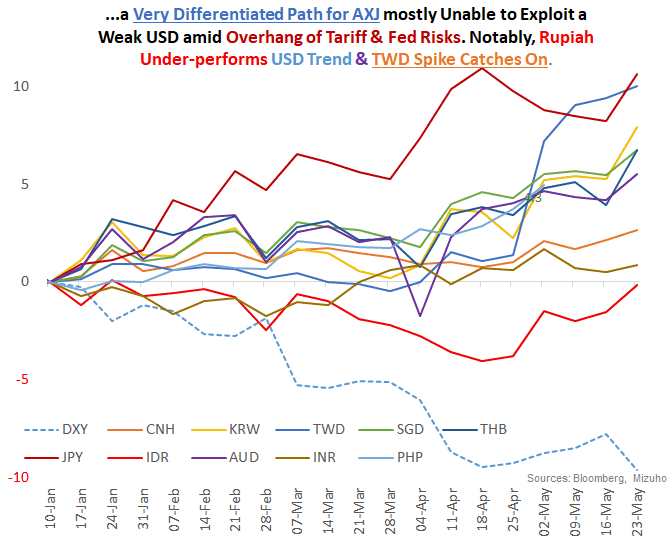 ...a Very Differentiated Path for AXJ mostly Unable to Exploit a
Weak USD amid Overhang of Tariff & Fed Risks. Notably, Rupiah
Under-performs USD Trend & TWD Spike Catches On.
10
5
0
-5
-10
DXY CNH KRW TWD SGD THB
JPY IDR AUD INR PHP
Sources: Bloomberg, Mizuho
10-Jan
17-Jan
24-Jan
31-Jan
07-Feb
14-Feb
21-Feb
28-Feb
07-Mar
14-Mar
21-Mar
28-Mar
04-Apr
11-Apr
18-Apr
25-Apr
02-May
09-May
16-May
23-May